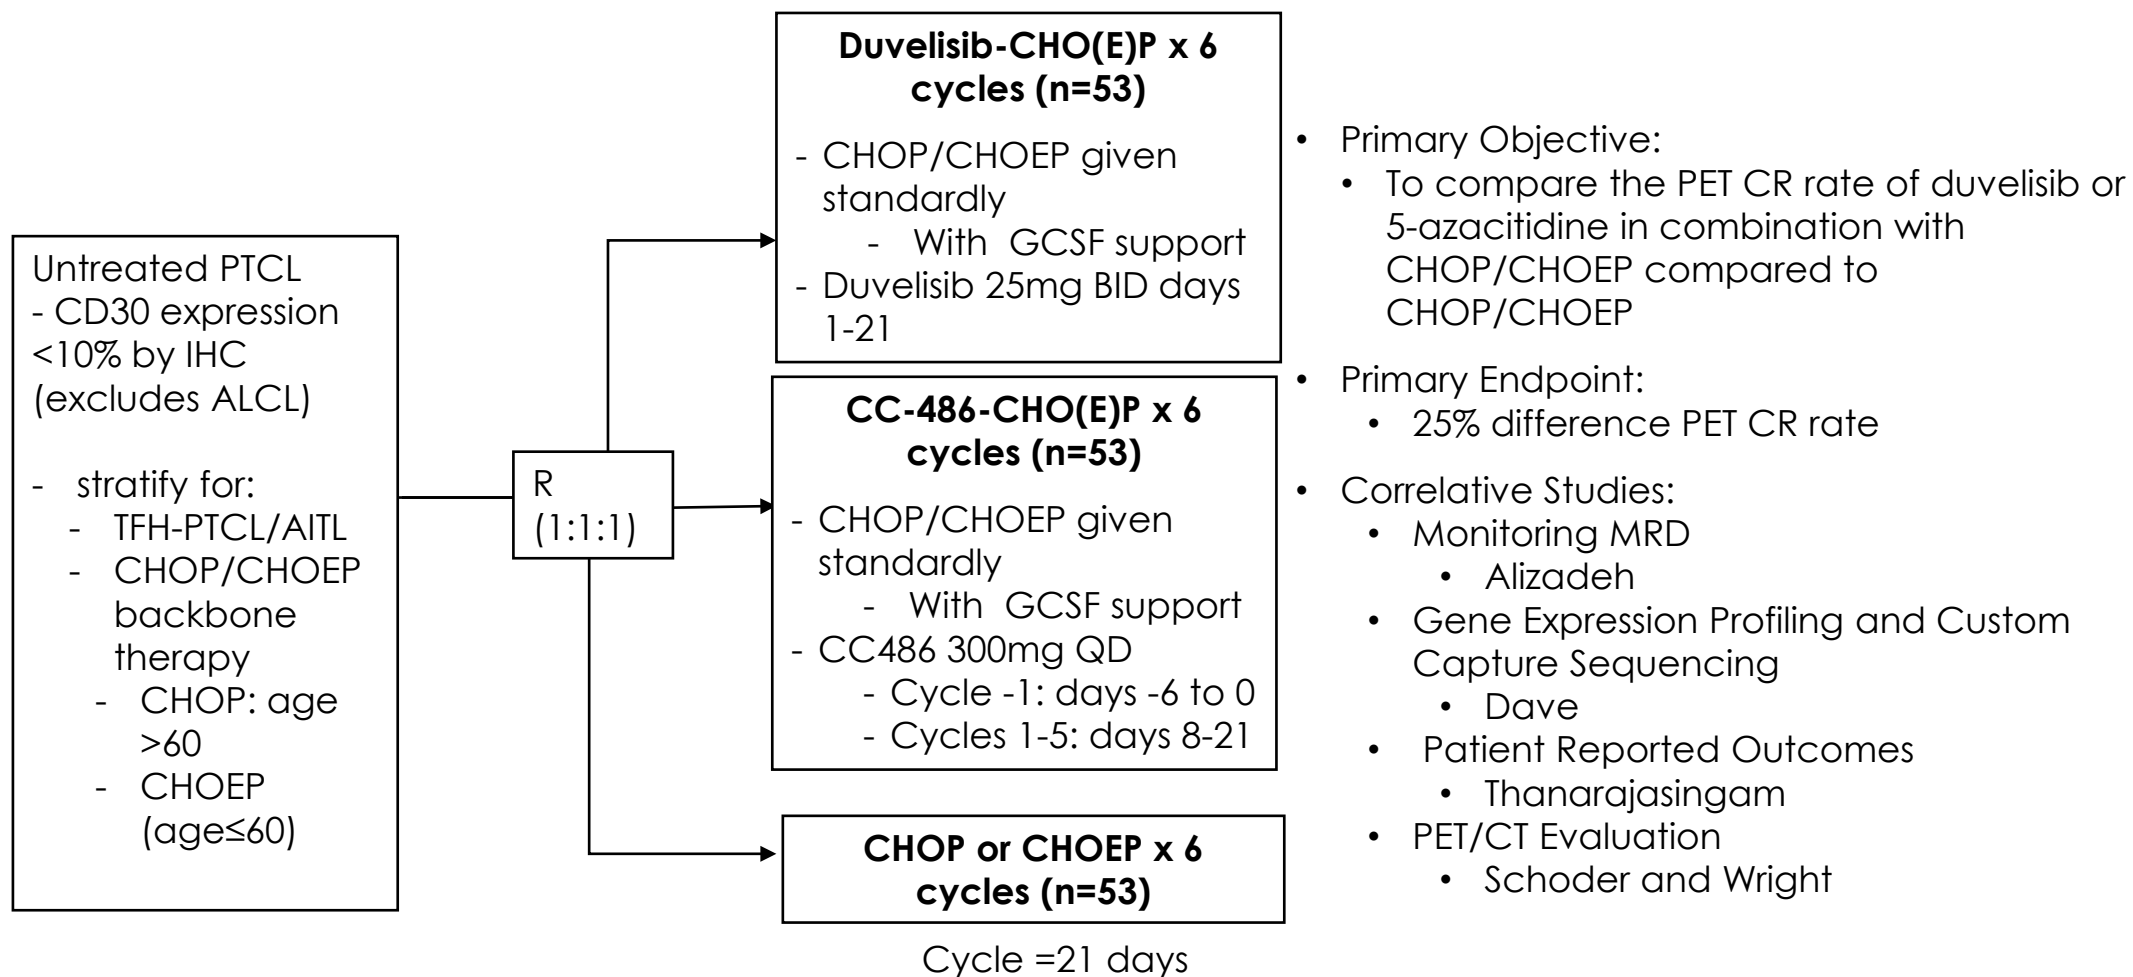 Untreated PTCL
- CD30 expression
<10% by IHC
(excludes ALCL)
- stratify for:
- TFH-PTCL/AITL
- CHOP/CHOEP
backbone
therapy
- CHOP: age
>60
- CHOEP
(age≤60)
R
(1:1:1)
Duvelisib-CHO(E)P x 6
cycles (n=53)
- CHOP/CHOEP given
standardly
- With GCSF support
- Duvelisib 25mg BID days
1-21
CC-486-CHO(E)P x 6
cycles (n=53)
- CHOP/CHOEP given
standardly
- With GCSF support
- CC486 300mg QD
- Cycle -1: days -6 to 0
- Cycles 1-5: days 8-21
CHOP or CHOEP x 6
cycles (n=53)
Cycle =21 days
• Primary Objective:
• To compare the PET CR rate of duvelisib or
5-azacitidine in combination with
CHOP/CHOEP compared to
CHOP/CHOEP
• Primary Endpoint:
• 25% difference PET CR rate
• Correlative Studies:
• Monitoring MRD
• Alizadeh
• Gene Expression Profiling and Custom
Capture Sequencing
• Dave
• Patient Reported Outcomes
• Thanarajasingam
• PET/CT Evaluation
• Schoder and Wright